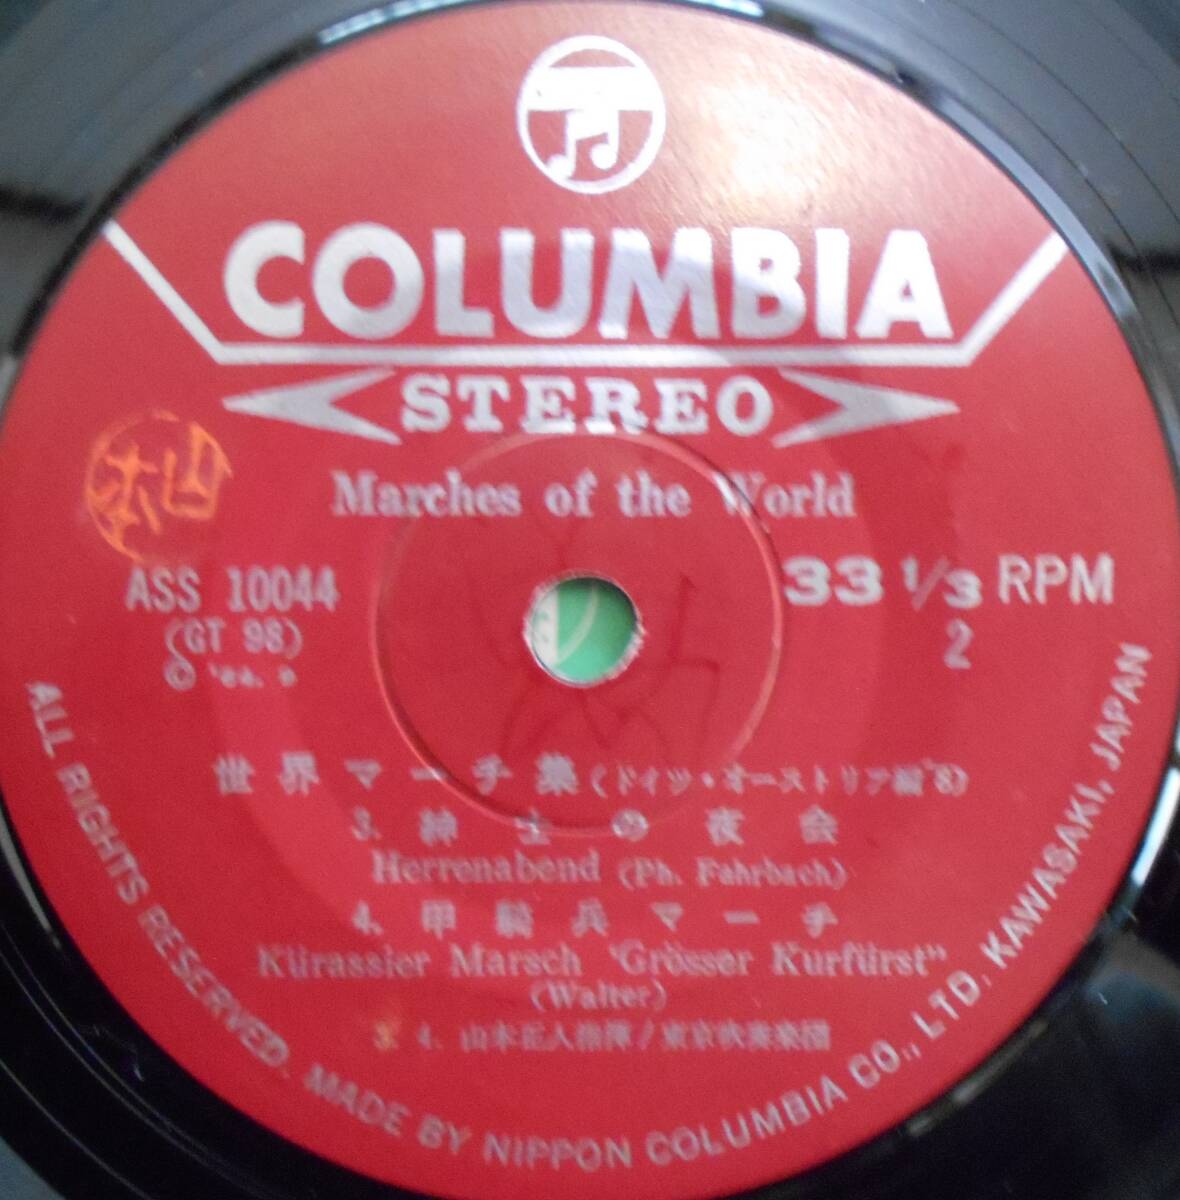 COLUMBIA
STEREO
Marches of the World
ASS 10044
(GT 98)
33 1/3 RPM
2
世界マーチ集(ドイツ・オーストリア編 8)
3. 紳士の夜会
Herrenabend (Ph. Fahrbach)
4. 甲騎兵マーチ
Kürassier Marsch "Grösser Kurfürst"
(Walter)
3 4. 山本正人指揮/東京吹奏楽団
ALL RIGHTS RESERVED. MADE BY NIPPON COLUMBIA CO., LTD. KAWASAKI, JAPAN